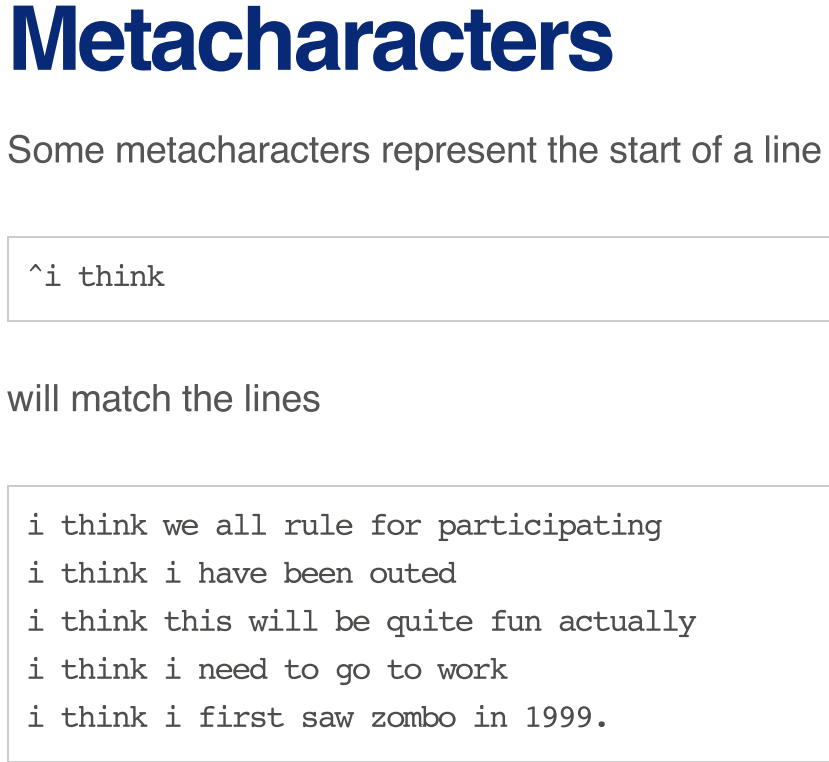 Metacharacters
Some metacharacters represent the start of a line
^i think
will match the lines
i think we all rule for participating
i think i have been outed
i think this will be quite fun actually
i think i need to go to work
i think i first saw zombo in 1999.